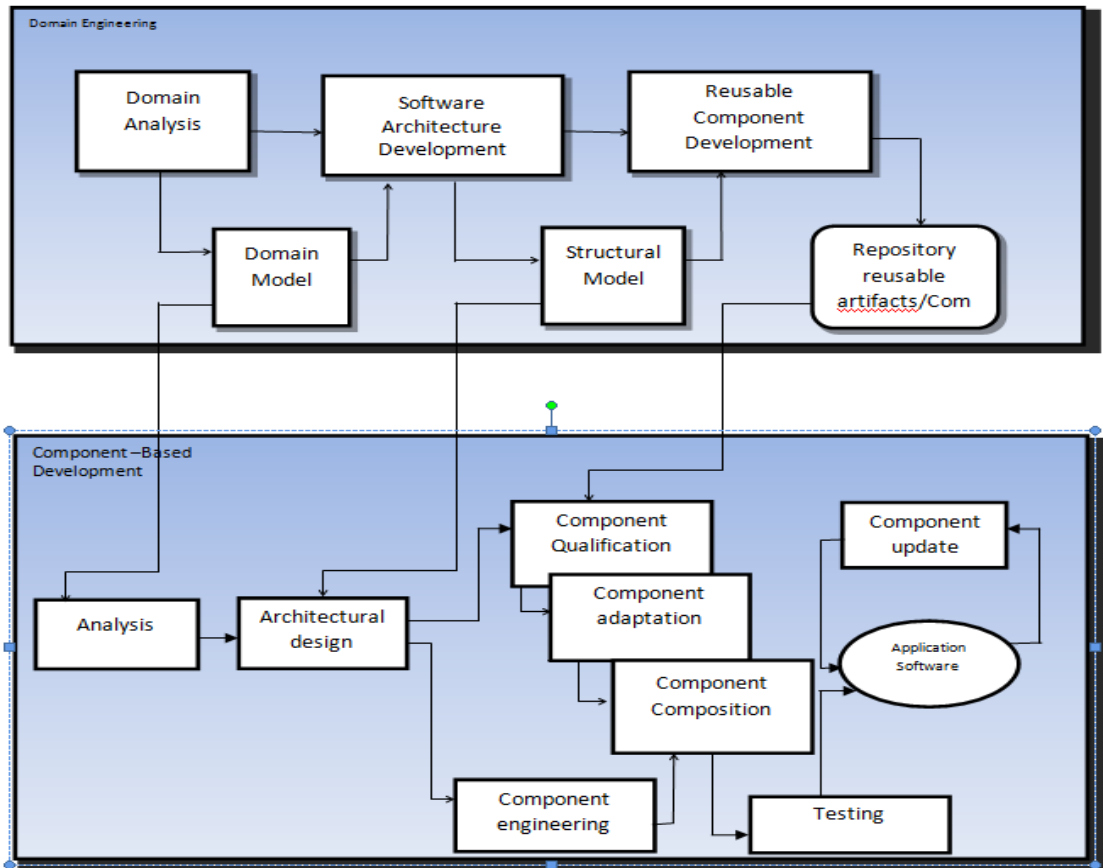 Domain Engineering
Domain
Analysis
Software
Architecture
Development
Reusable
Component
Development
Domain
Model
Structural
Model
Repository
reusable
artifacts/Com
Component –Based
Development
Component
Qualification
Component
update
Component
adaptation
Analysis
Architectural
design
Application
Software
Component
Composition
Component
engineering
Testing